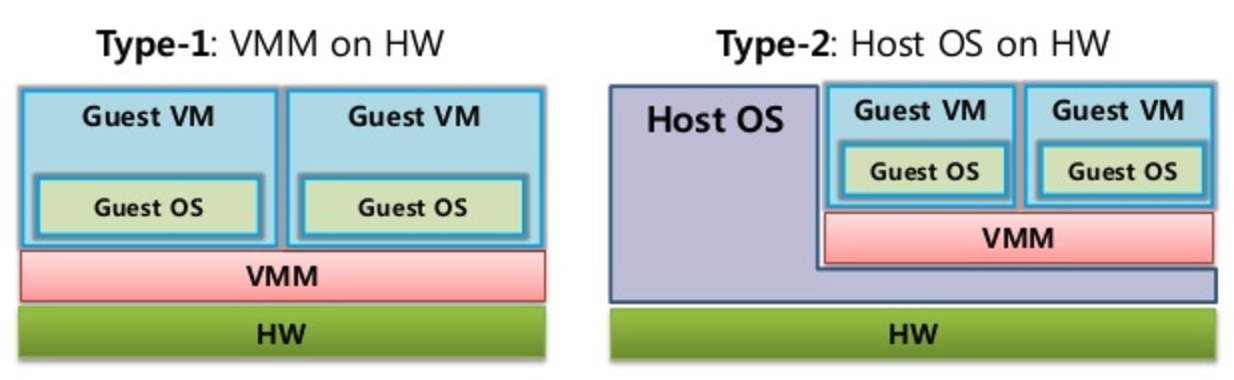 Type-1: VMM on HW
Guest VM
Guest VM
Guest OS
Guest OS
VMM
HW
Type-2: Host OS on HW
Host OS
Guest VM
Guest VM
Guest OS
Guest OS
VMM
HW